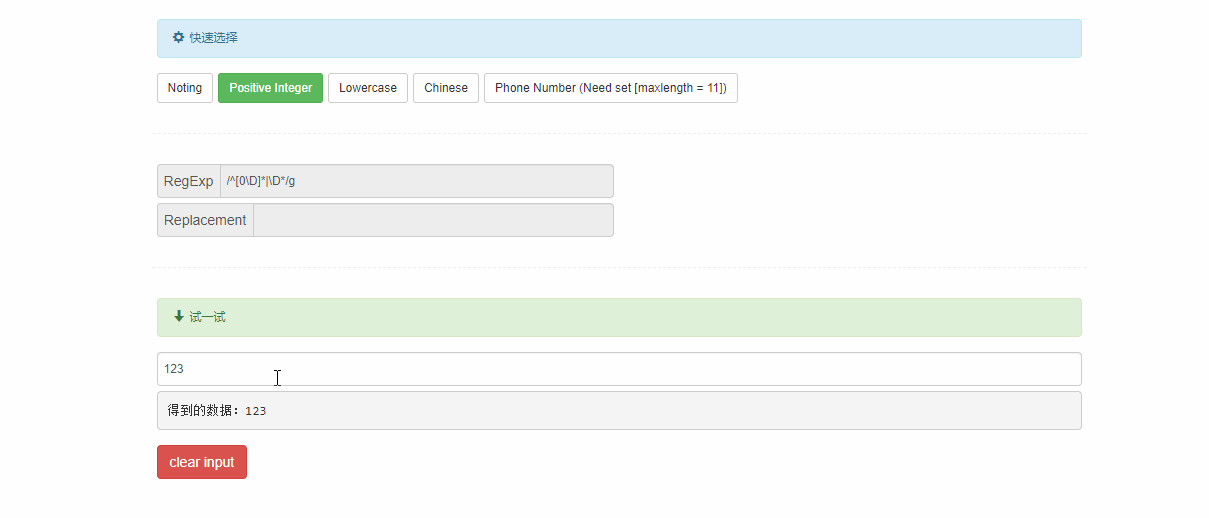 快速选择
Noting Positive Integer Lowercase Chinese Phone Number (Need set [maxlength = 11])
RegExp /^[0\D]*|\D*/g
Replacement
试一试
123
得到的数据: 123
clear input